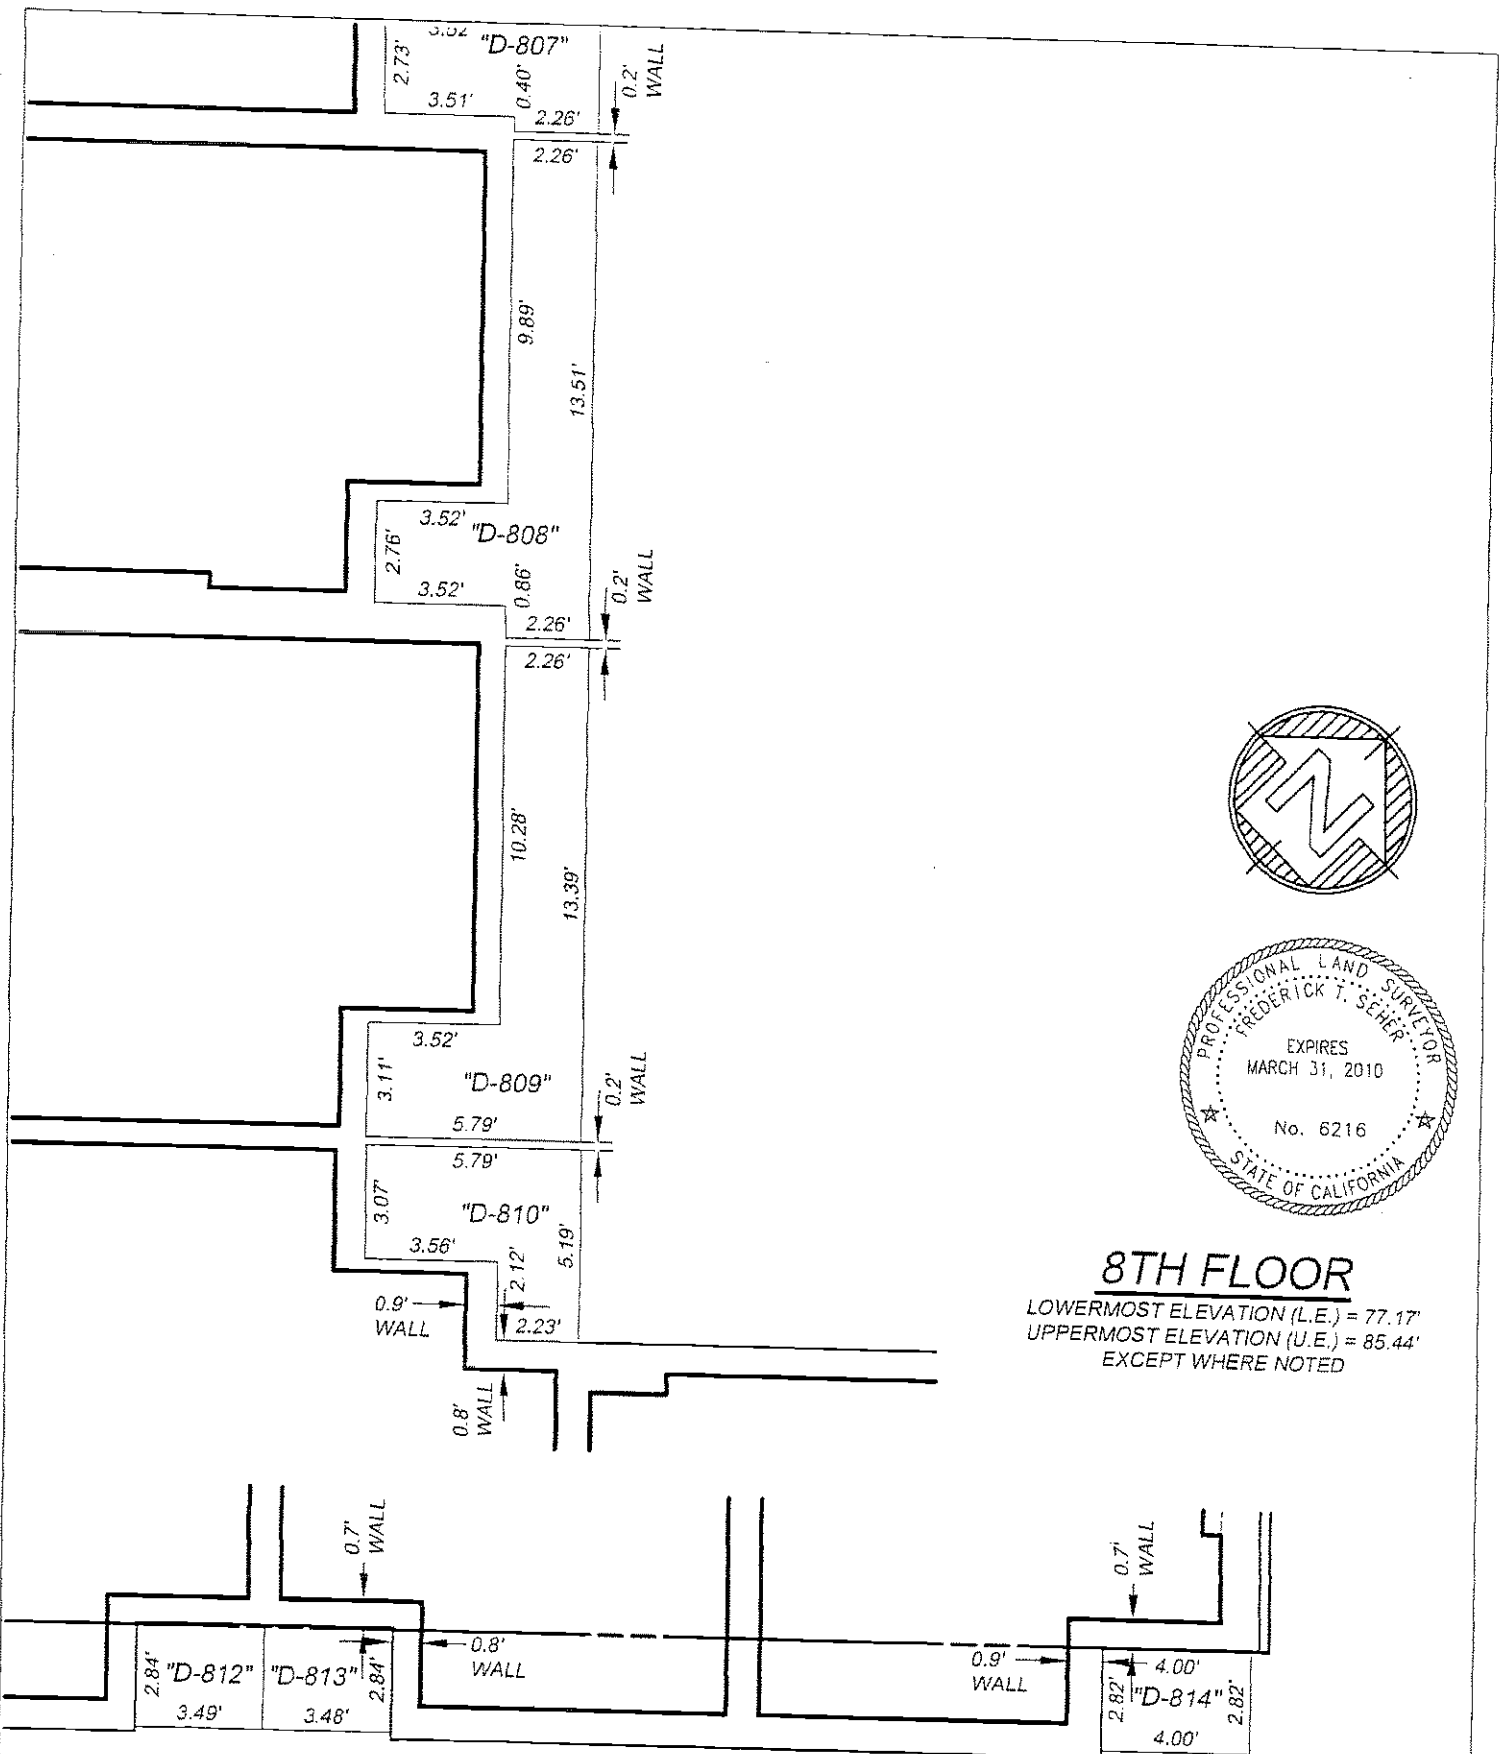 3.52'
"D-807"
2.73'
3.51'
0.40'
2.26'
0.2'
WALL
2.26'
9.89'
13.51'
3.52'
"D-808"
2.76'
3.52'
0.86'
2.26'
0.2'
WALL
2.26'
10.28'
13.39'
3.52'
3.11'
"D-809"
5.79'
0.2'
WALL
5.79'
3.07'
"D-810"
3.56'
2.12'
5.19'
0.9'
WALL
2.23'
0.8'
WALL
PROFESSIONAL LAND SURVEYOR
FREDERICK T. SEHER
EXPIRES
MARCH 31, 2010
No. 6216
STATE OF CALIFORNIA
8TH FLOOR
LOWERMOST ELEVATION (L.E.) = 77.17'
UPPERMOST ELEVATION (U.E.) = 85.44'
EXCEPT WHERE NOTED
0.7'
WALL
2.84'
"D-812"
3.49'
"D-813"
2.84'
3.48'
0.8'
WALL
0.7'
WALL
0.9'
WALL
4.00'
2.82'
"D-814"
2.82'
4.00'
N